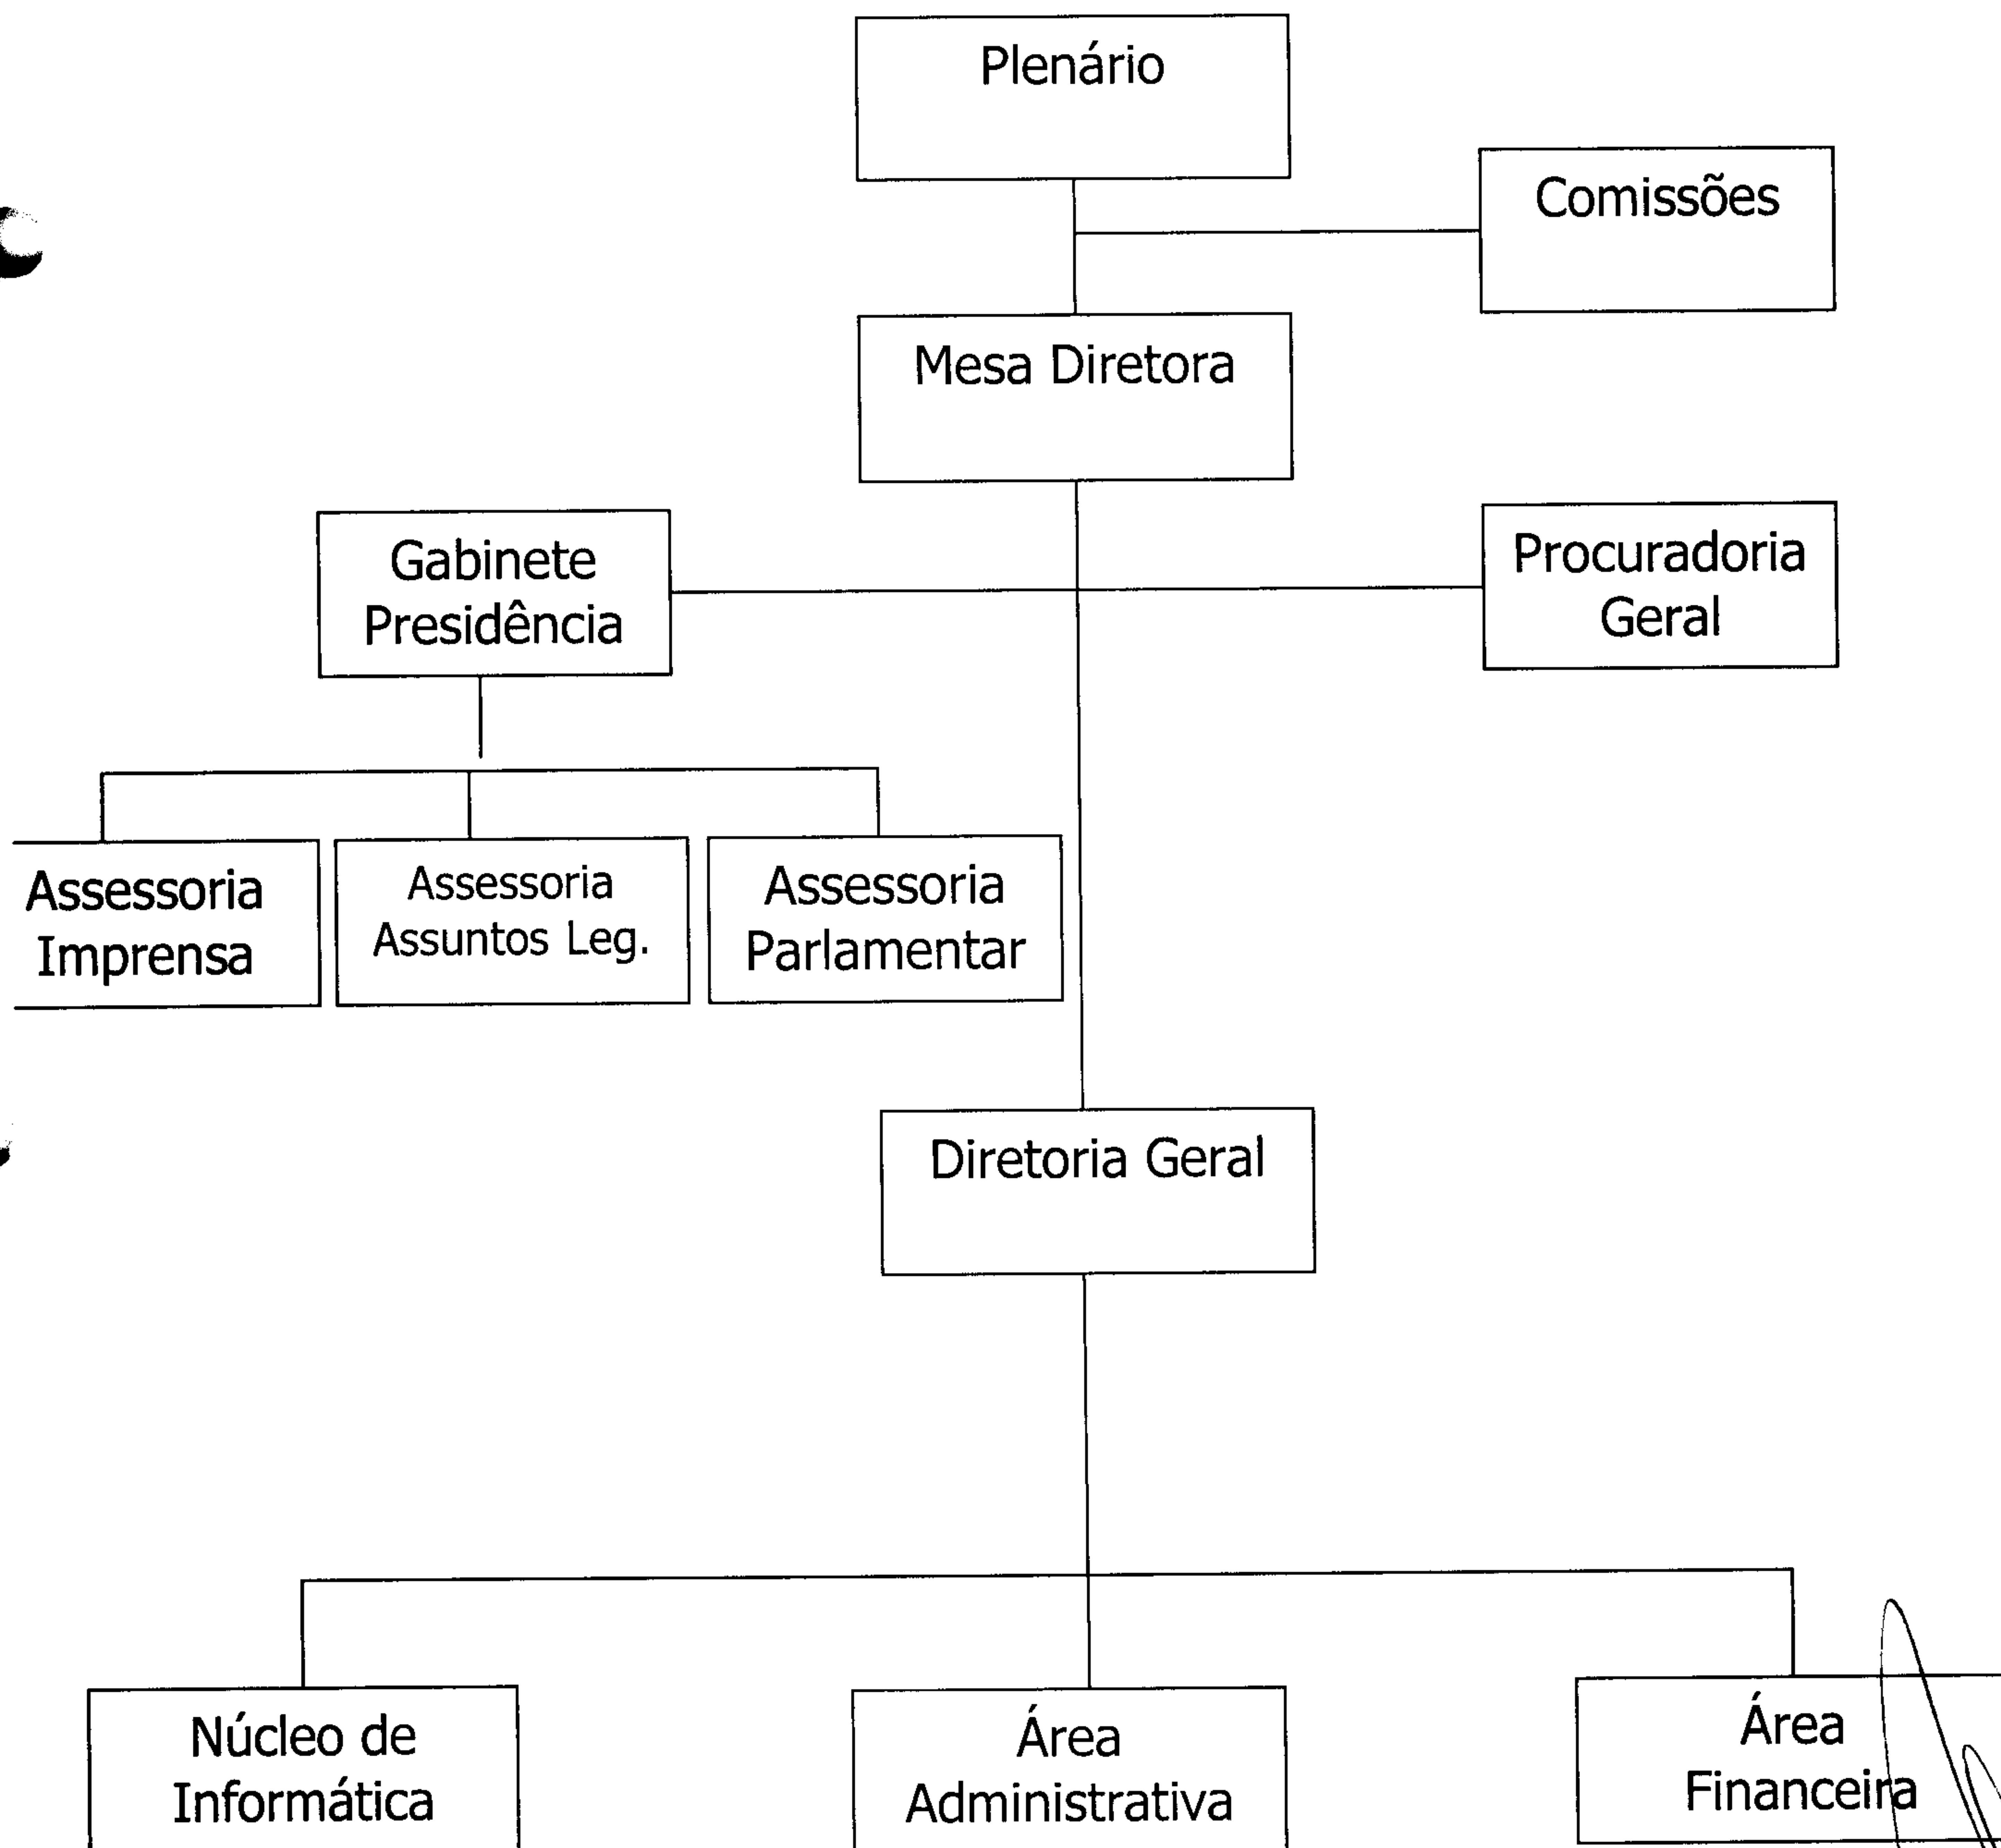 Plenário
Comissões
Mesa Diretora
Gabinete
Presidência
Procuradoria
Geral
Assessoria
Imprensa
Assessoria
Assuntos Leg.
Assessoria
Parlamentar
Diretoria Geral
Núcleo de
Informática
Área
Administrativa
Área
Financeira